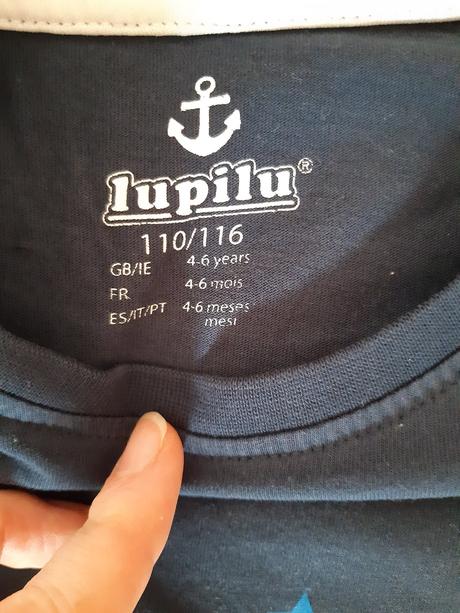 lupilu®
110/116
GB/IE 4-6 years
FR 4-6 mois
ES/IT/PT 4-6 meses
mesi